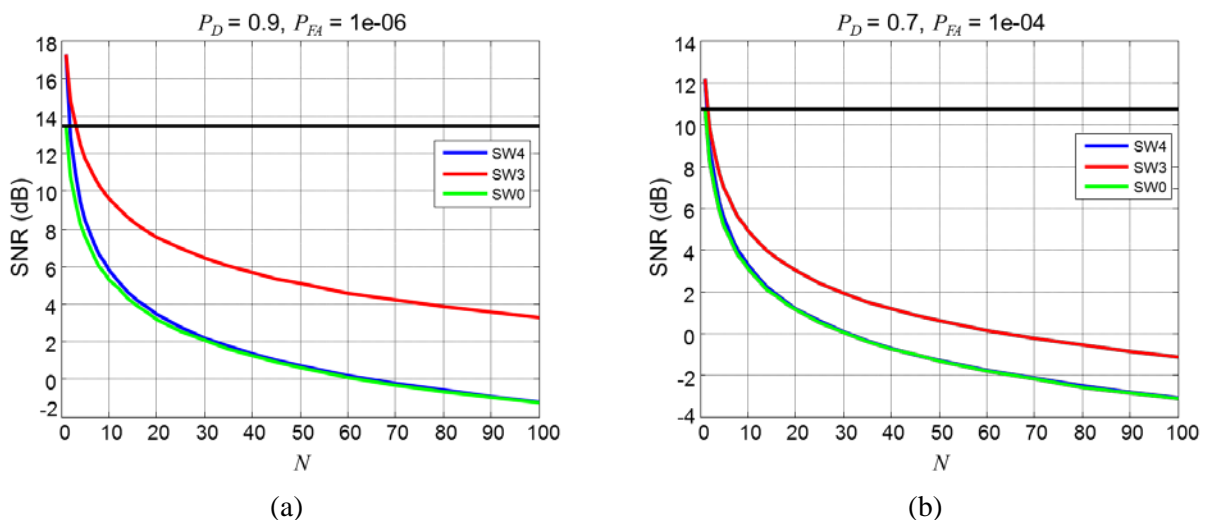 P_D = 0.9, P_FA = 1e-06
18
16
14
12
10
8
6
4
2
0
-2
SNR (dB)
SW4
SW3
SW0
0 10 20 30 40 50 60 70 80 90 100
N
(a)
P_D = 0.7, P_FA = 1e-04
14
12
10
8
6
4
2
0
-2
-4
SNR (dB)
SW4
SW3
SW0
0 10 20 30 40 50 60 70 80 90 100
N
(b)